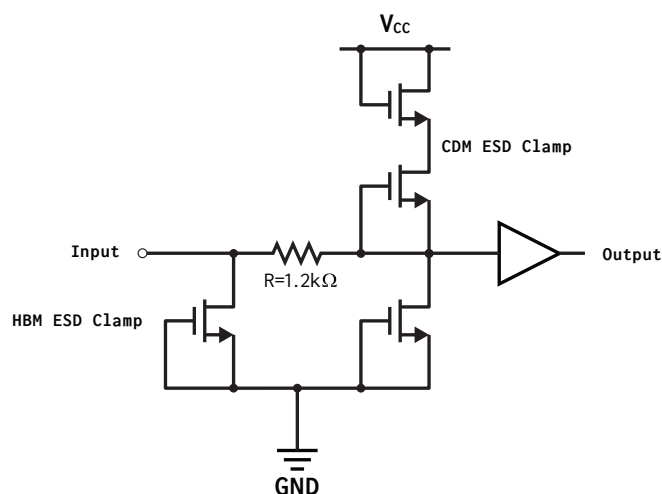 Vcc
CDM ESD Clamp
Input
R=1.2kΩ
Output
HBM ESD Clamp
GND